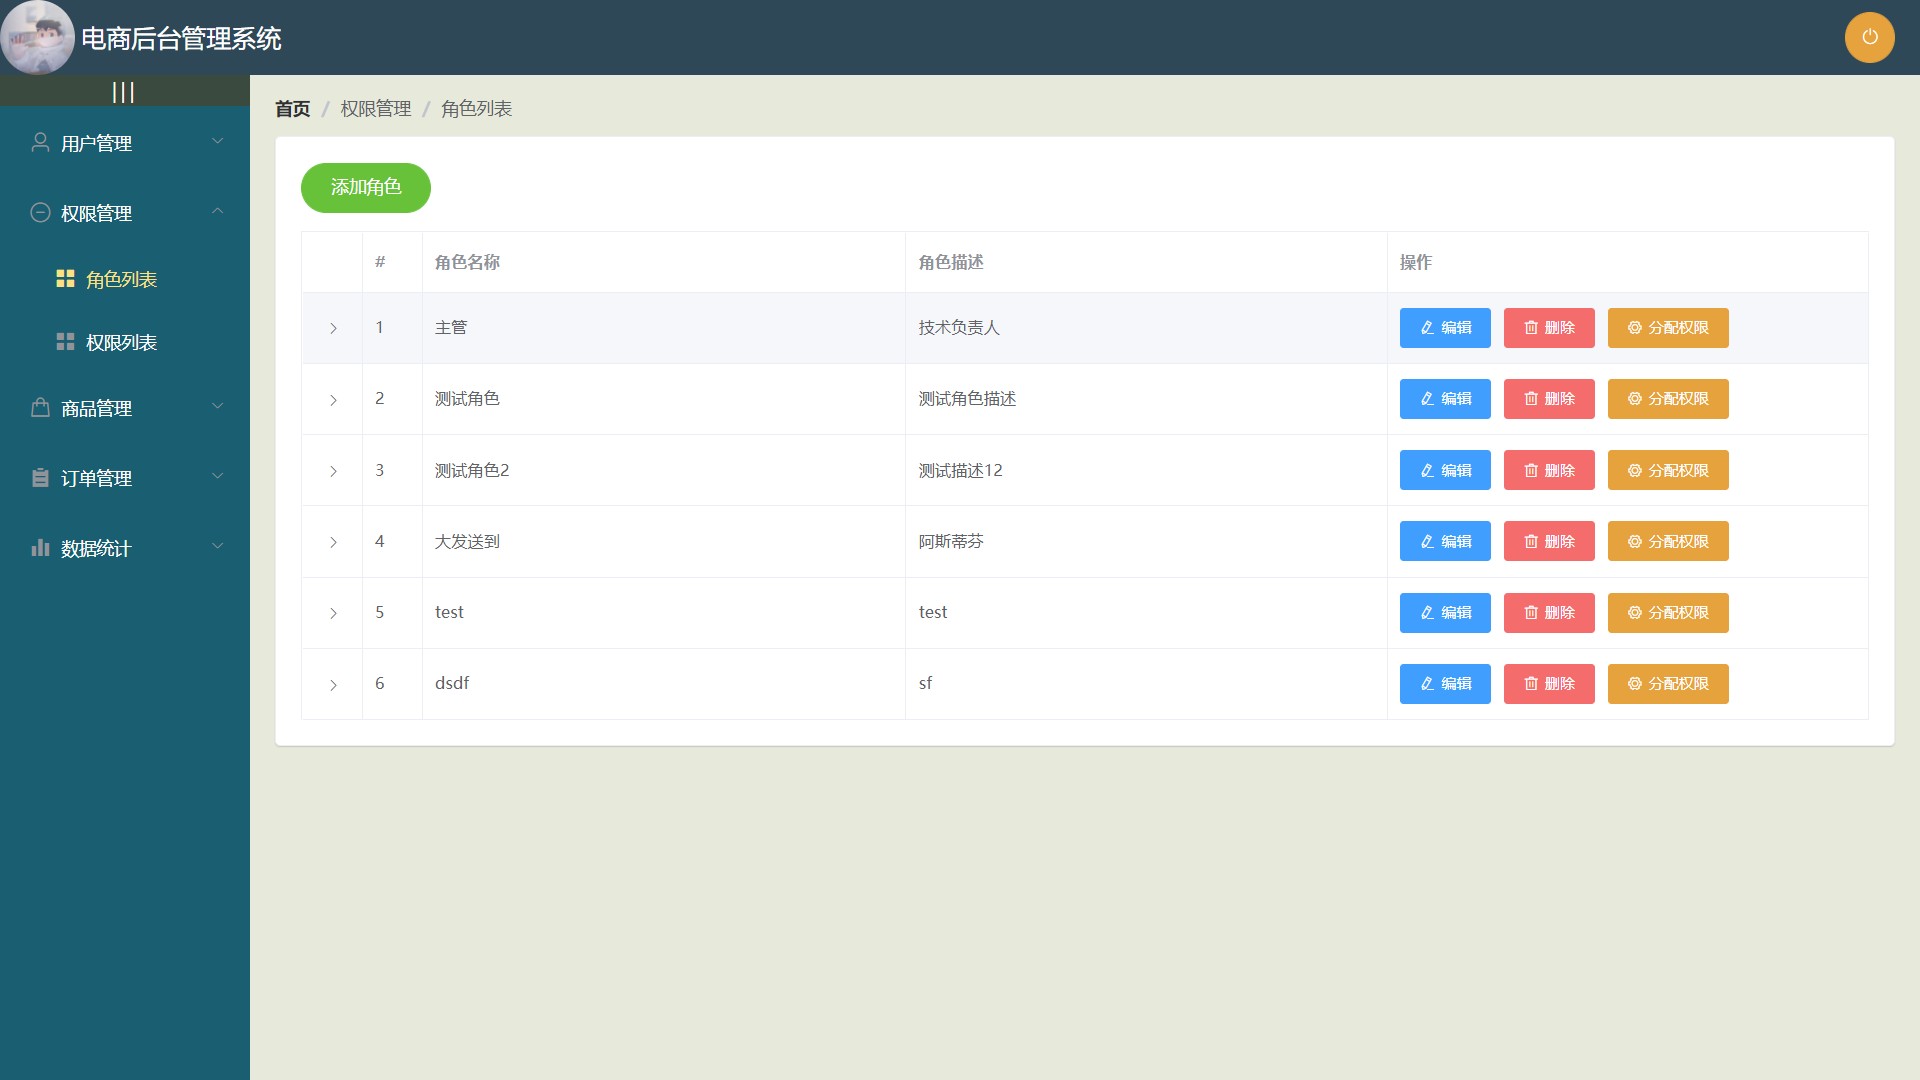 电商后台管理系统
|||
用户管理
权限管理
角色列表
权限列表
商品管理
订单管理
数据统计
首页 / 权限管理 / 角色列表
添加角色
# 角色名称 角色描述 操作
1 主管 技术负责人 编辑 删除 分配权限
2 测试角色 测试角色描述 编辑 删除 分配权限
3 测试角色2 测试描述12 编辑 删除 分配权限
4 大发送到 阿斯蒂芬 编辑 删除 分配权限
5 test test 编辑 删除 分配权限
6 dsdf sf 编辑 删除 分配权限